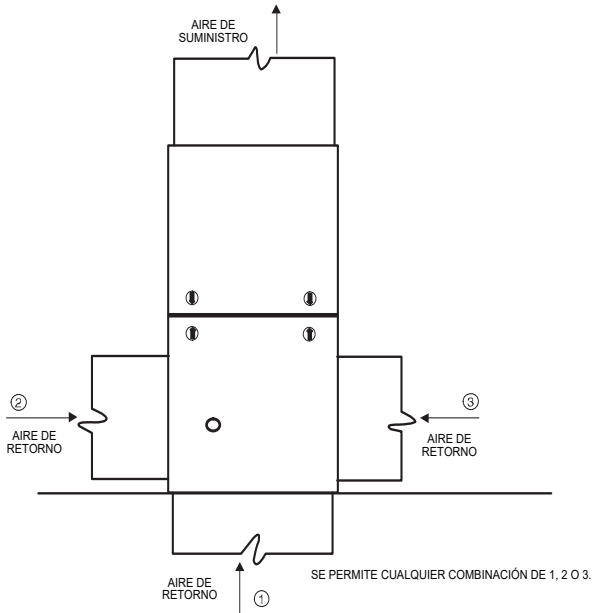 AIRE DE
SUMINISTRO
②
AIRE DE
RETORNO
③
AIRE DE
RETORNO
AIRE DE
RETORNO
①
SE PERMITE CUALQUIER COMBINACIÓN DE 1, 2 O 3.